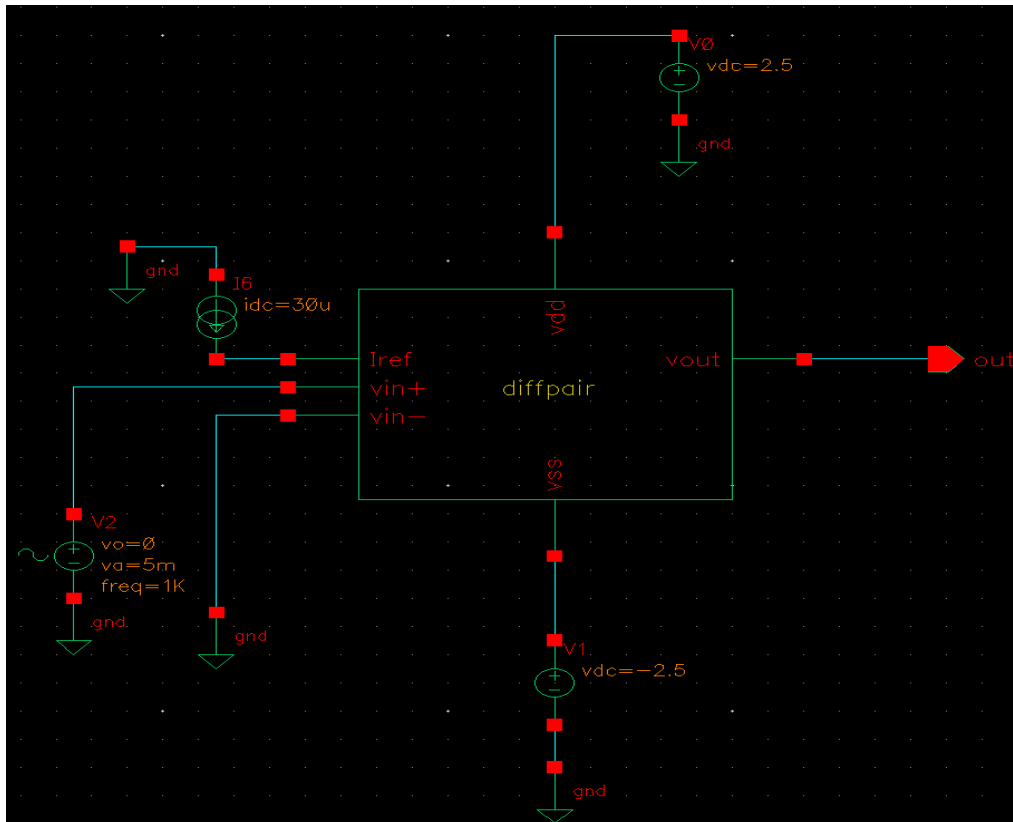 V0
vdc=2.5
gnd
gnd
I6
idc=30u
vdd
Iref
vin+
vin-
vout
diffpair
out
vss
V2
vo=0
va=5m
freq=1K
gnd
gnd
V1
vdc=-2.5
gnd